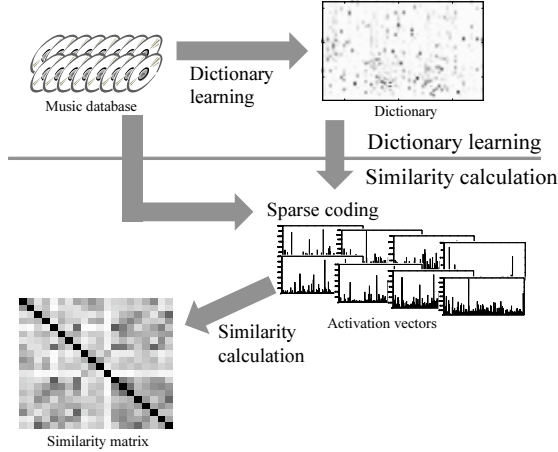 Music database
Dictionary
learning
Dictionary
Dictionary learning
Similarity calculation
Sparse coding
Activation vectors
Similarity
calculation
Similarity matrix